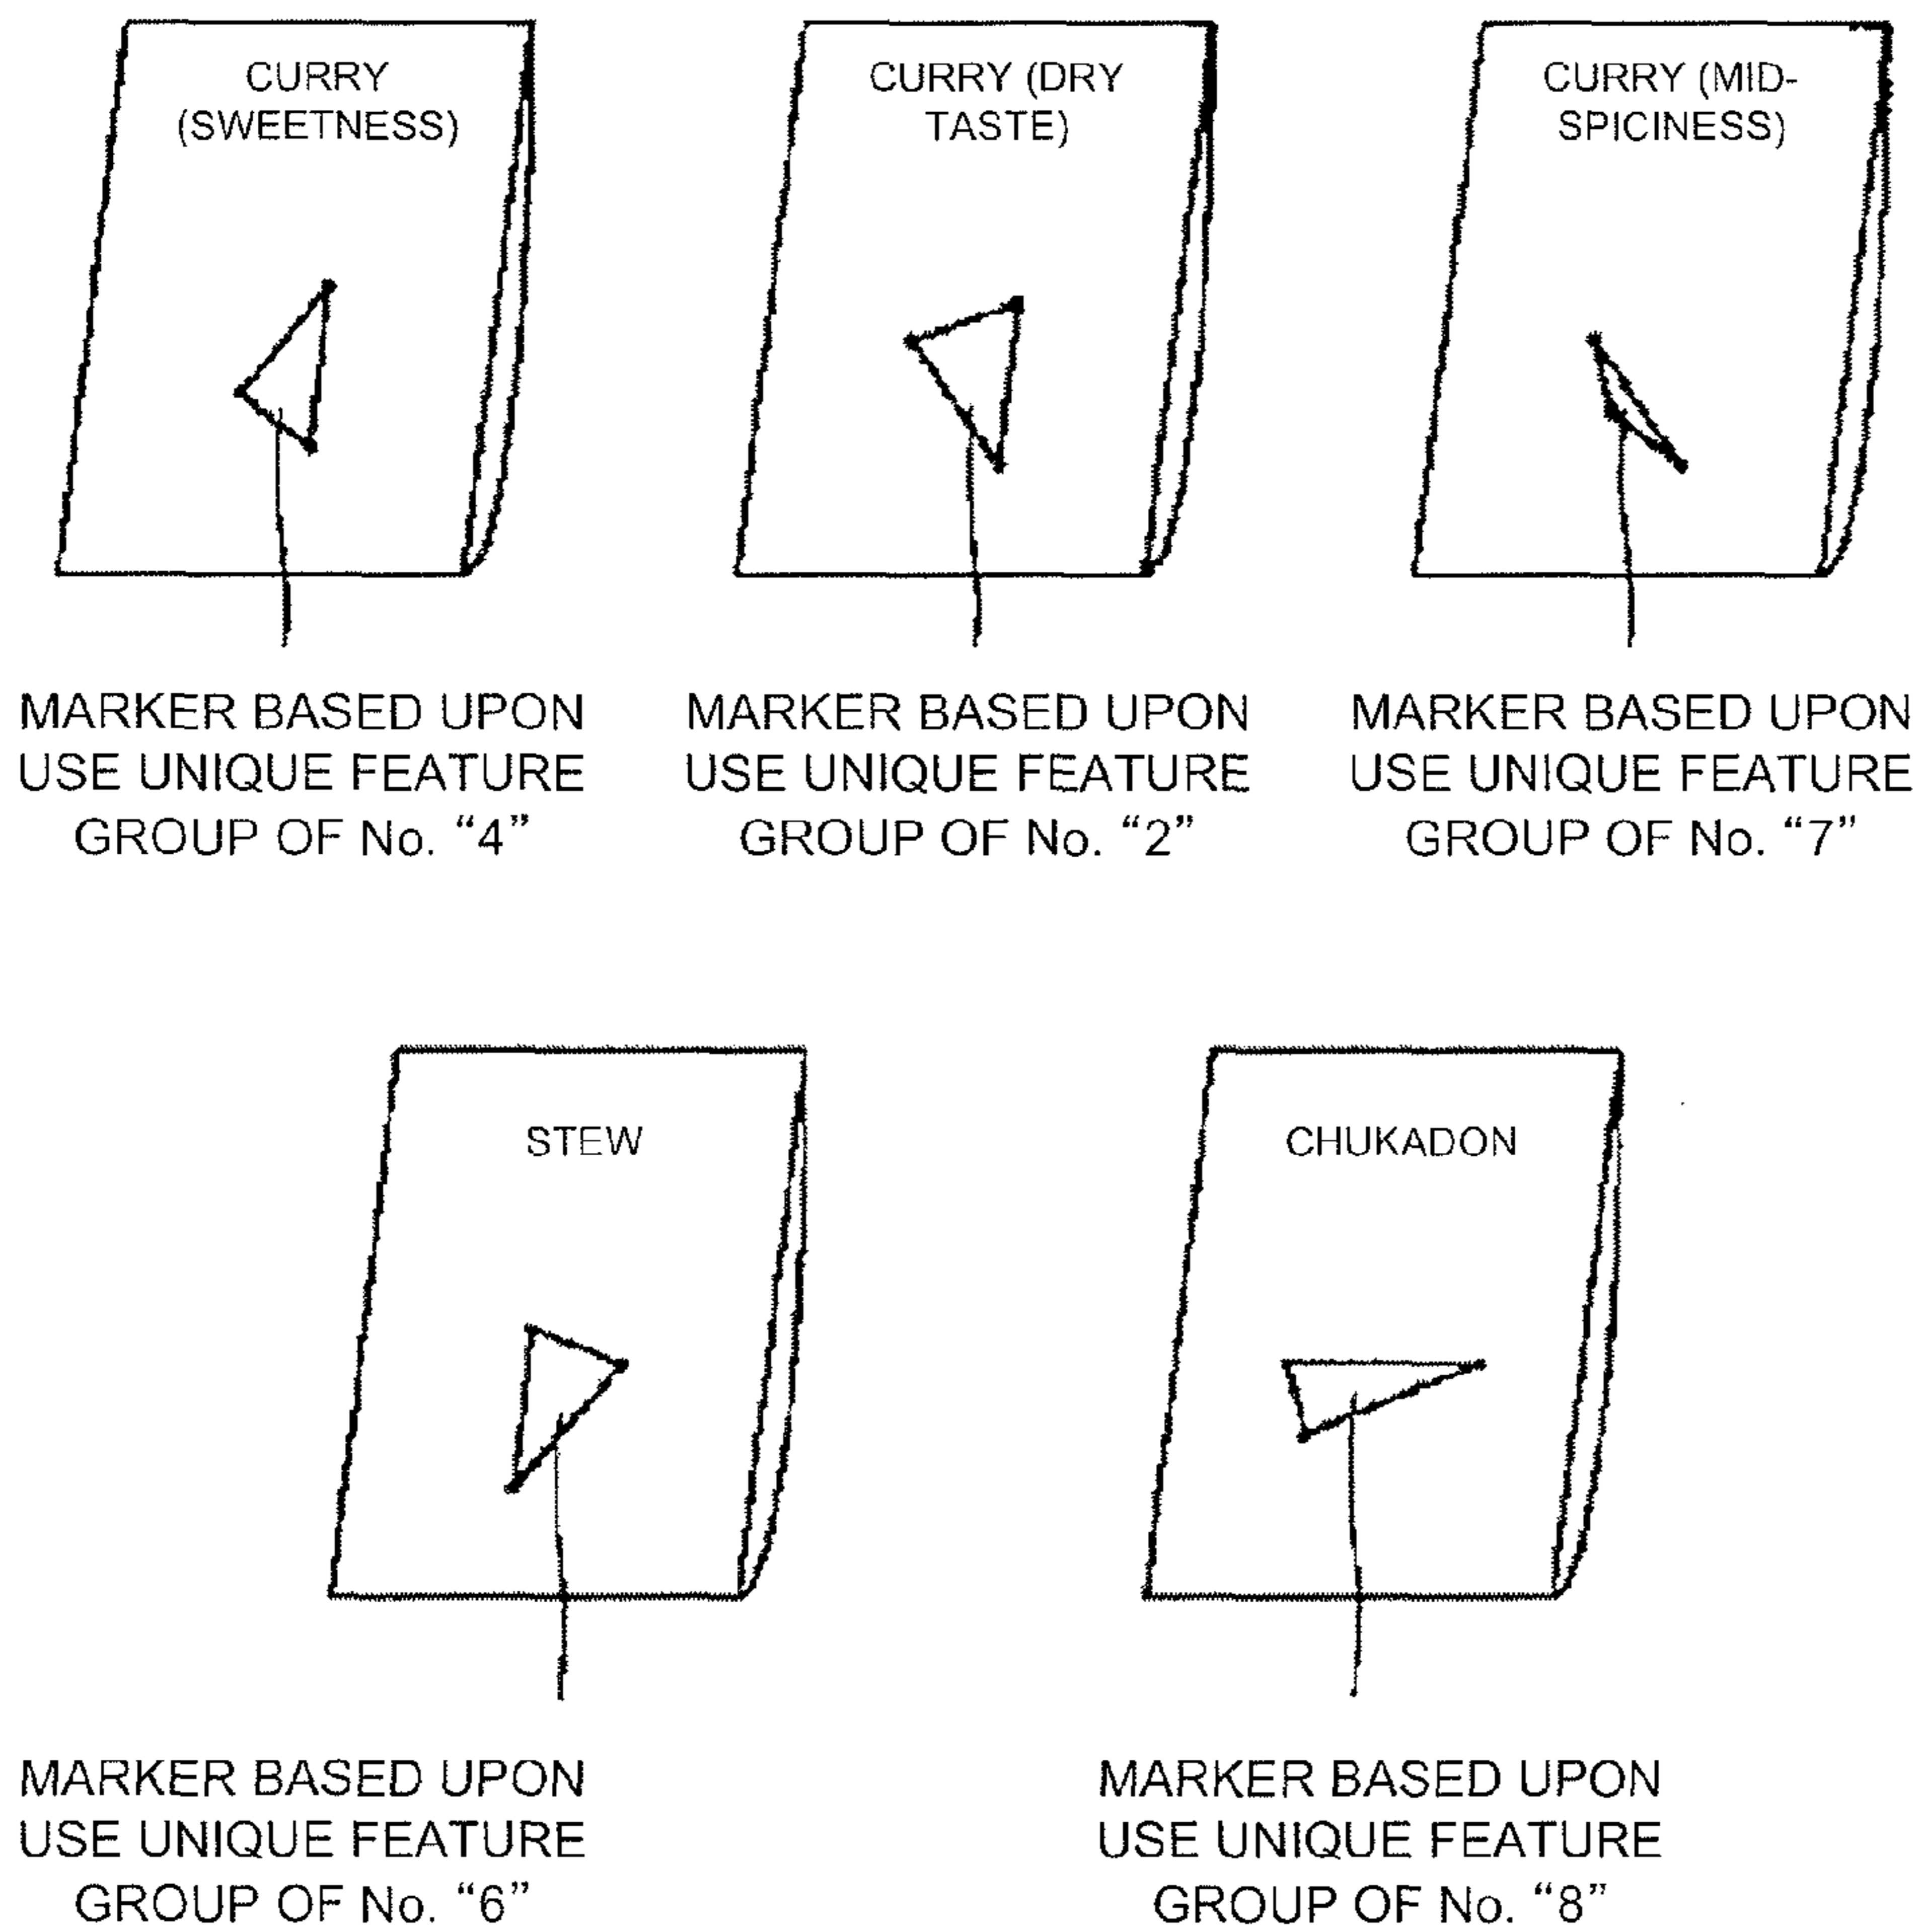 CURRY
(SWEETNESS)
CURRY (DRY
TASTE)
CURRY (MID-
SPICINESS)
MARKER BASED UPON
USE UNIQUE FEATURE
GROUP OF No. “4”
MARKER BASED UPON
USE UNIQUE FEATURE
GROUP OF No. “2”
MARKER BASED UPON
USE UNIQUE FEATURE
GROUP OF No. “7”
STEW
CHUKADON
MARKER BASED UPON
USE UNIQUE FEATURE
GROUP OF No. “6”
MARKER BASED UPON
USE UNIQUE FEATURE
GROUP OF No. “8”